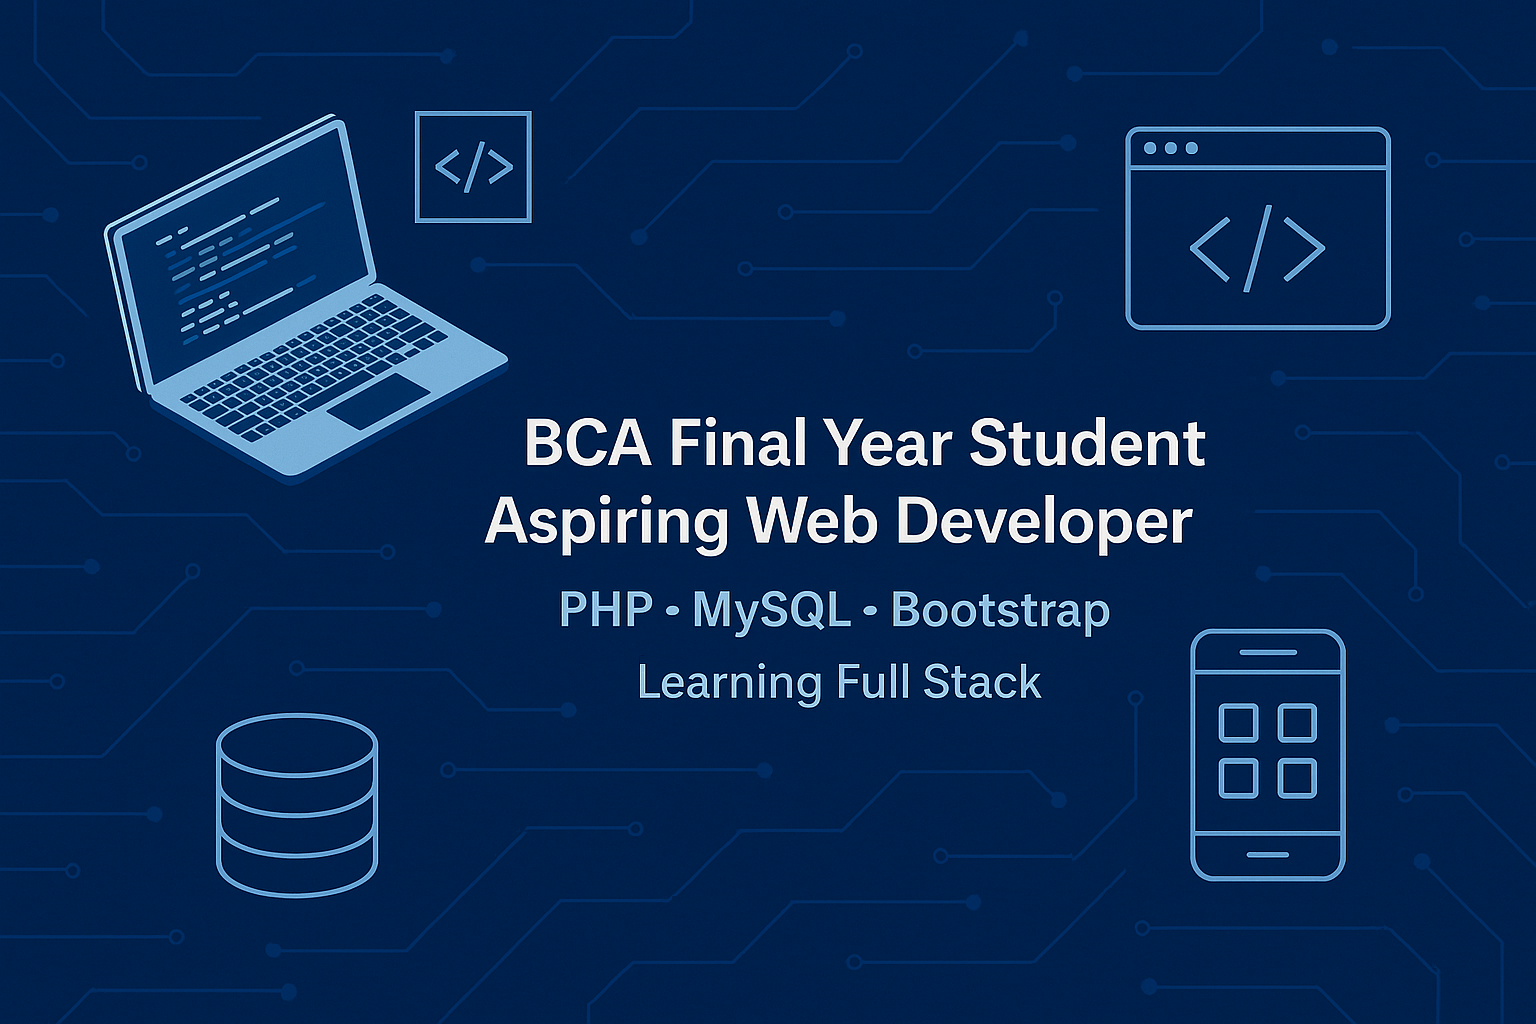 </>
</>
BCA Final Year Student
Aspiring Web Developer
PHP • MySQL • Bootstrap
Learning Full Stack